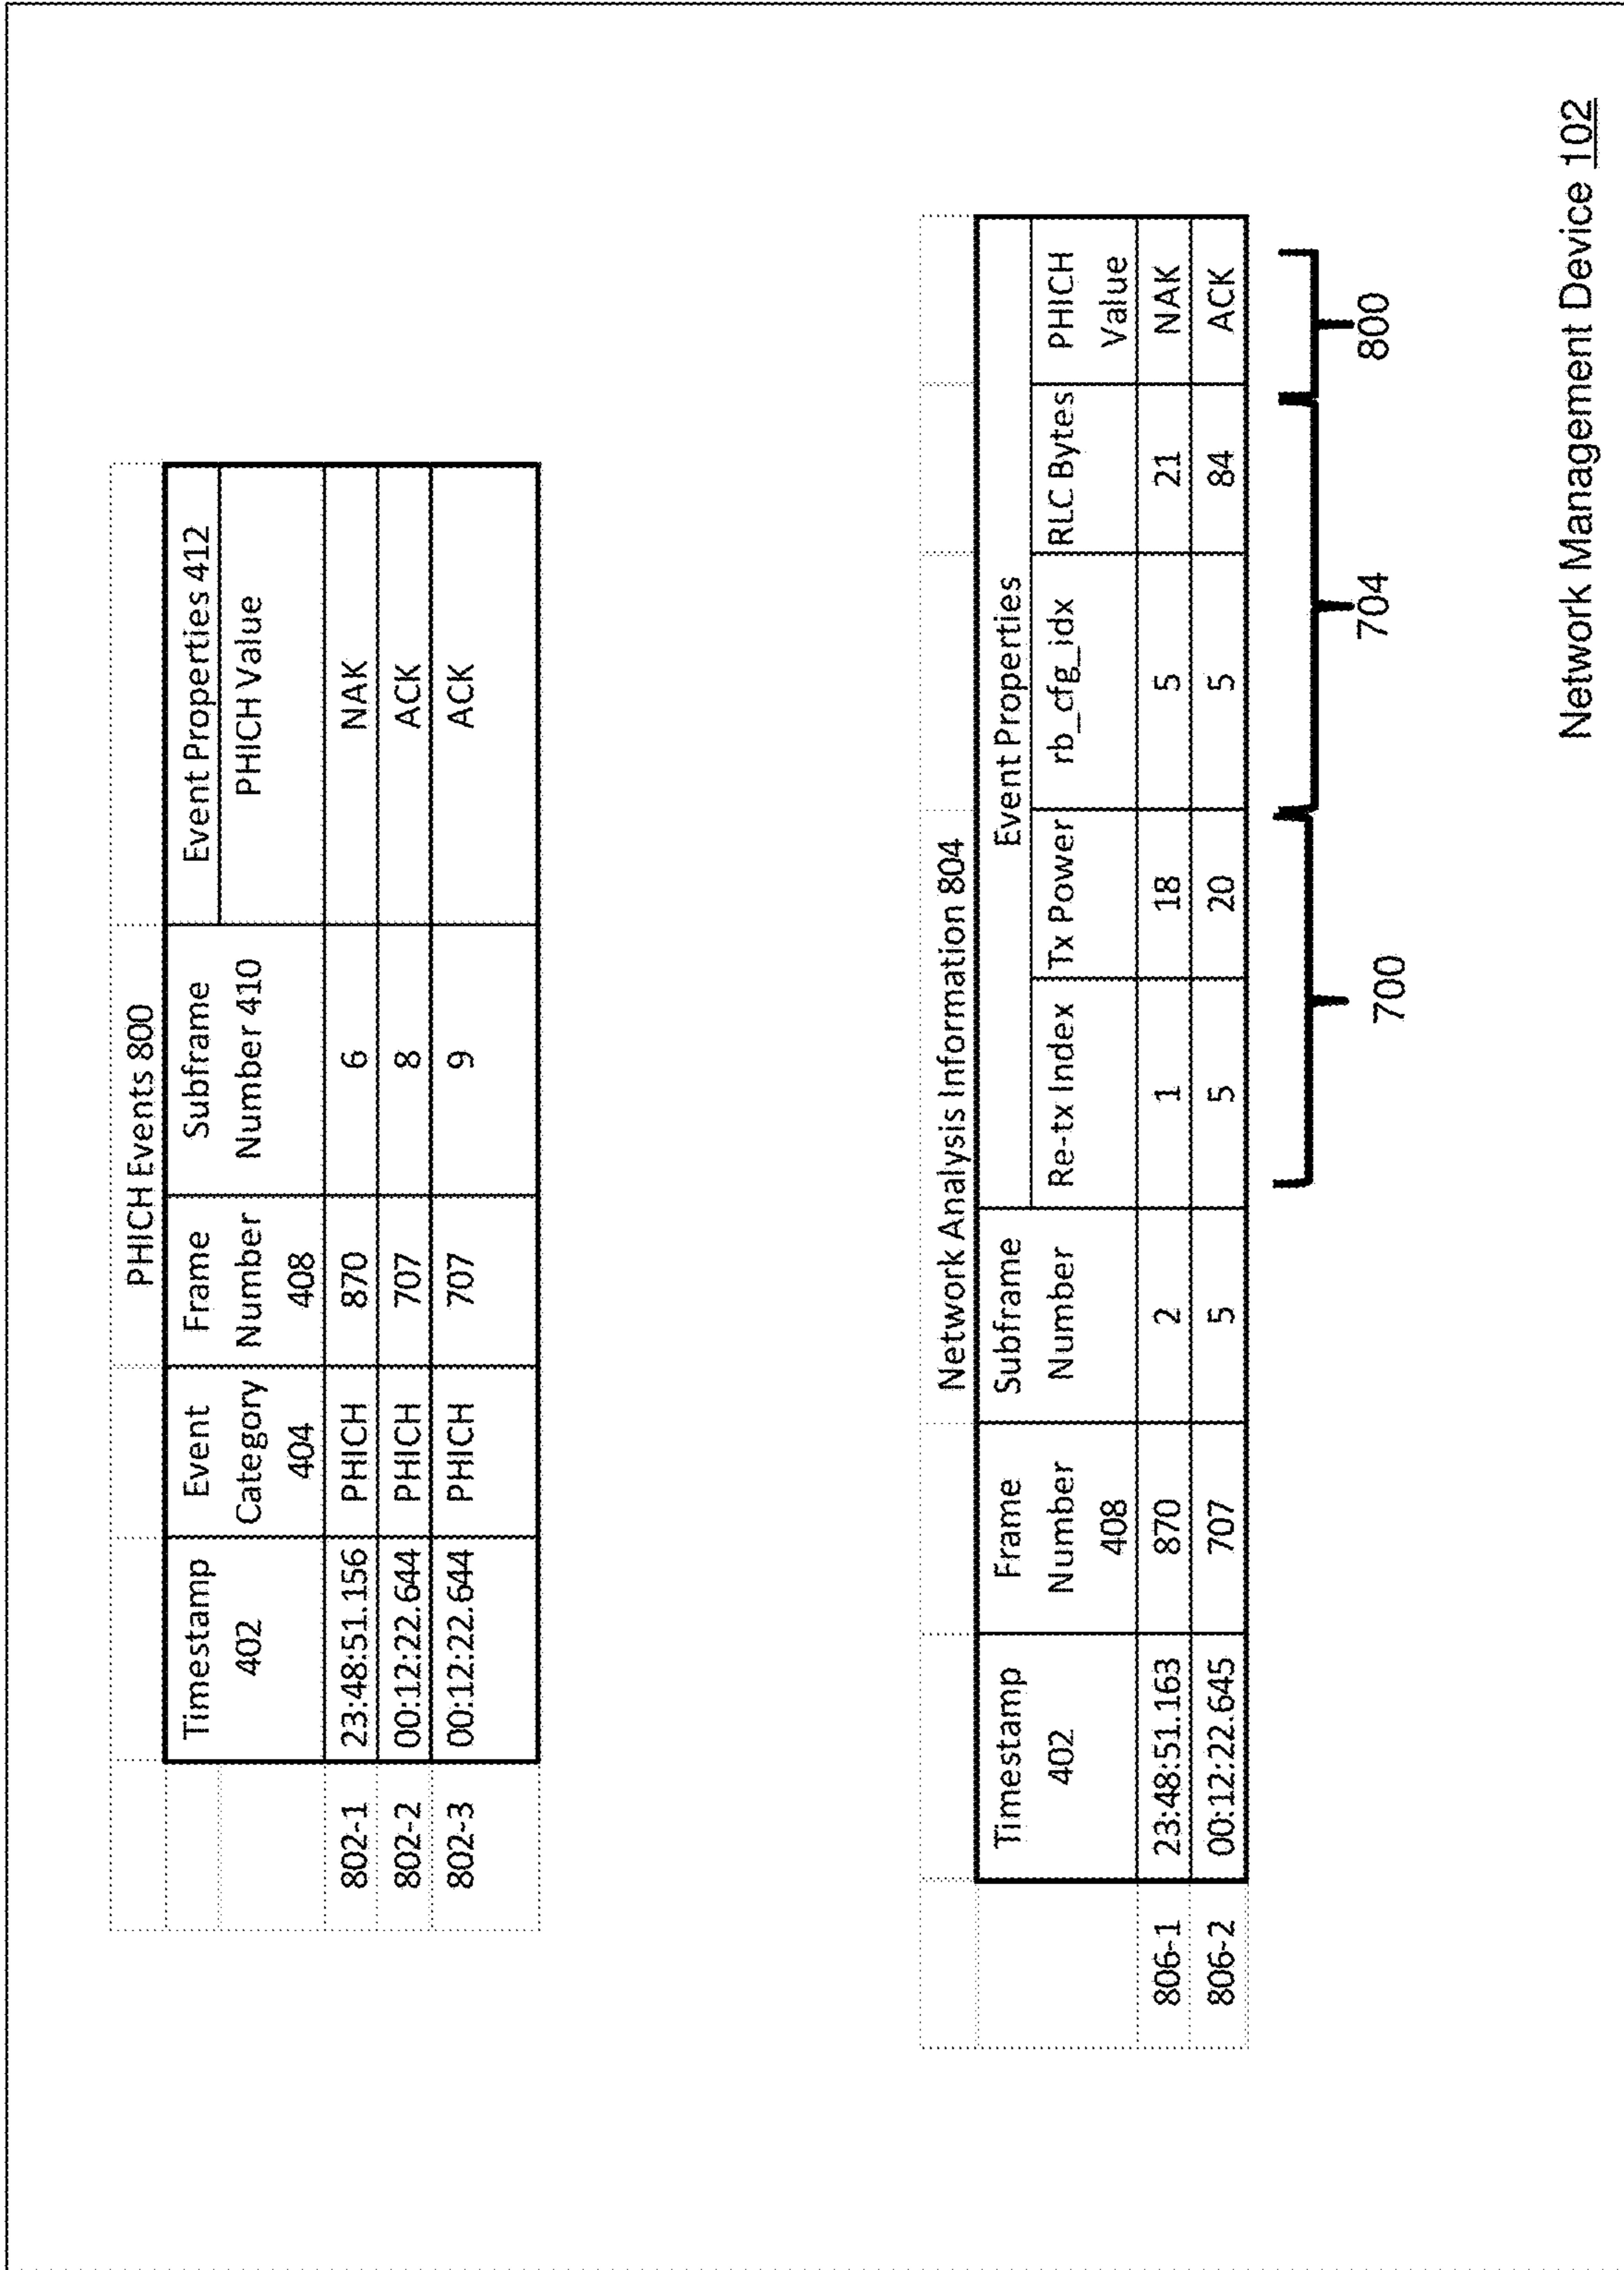 PHICH Events 800
Timestamp 402 Event Category 404 Frame Number 408 Subframe Number 410 Event Properties 412
PHICH Value
802-1 23:48:51.156 PHICH 870 6 NAK
802-2 00:12:22.644 PHICH 707 8 ACK
802-3 00:12:22.644 PHICH 707 9 ACK
Network Analysis Information 804
Timestamp 402 Frame Number 408 Subframe Number Event Properties
Re-tx Index Tx Power rb_cfg_idx RLC Bytes PHICH Value
806-1 23:48:51.163 870 2 1 18 5 21 NAK
806-2 00:12:22.645 707 5 5 20 5 84 ACK
700 704 800
Network Management Device 102